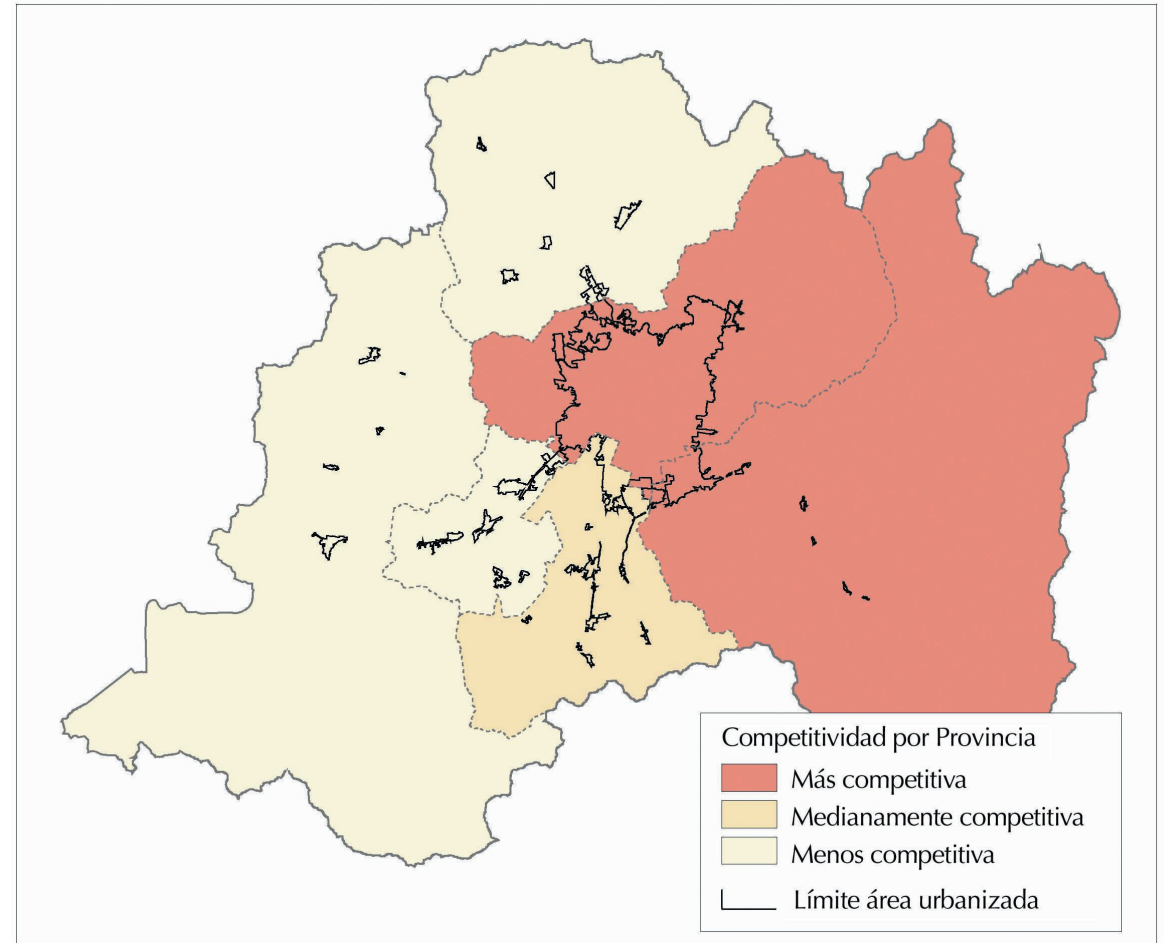 Competitividad por Provincia
Más competitiva
Medianamente competitiva
Menos competitiva
Límite área urbanizada